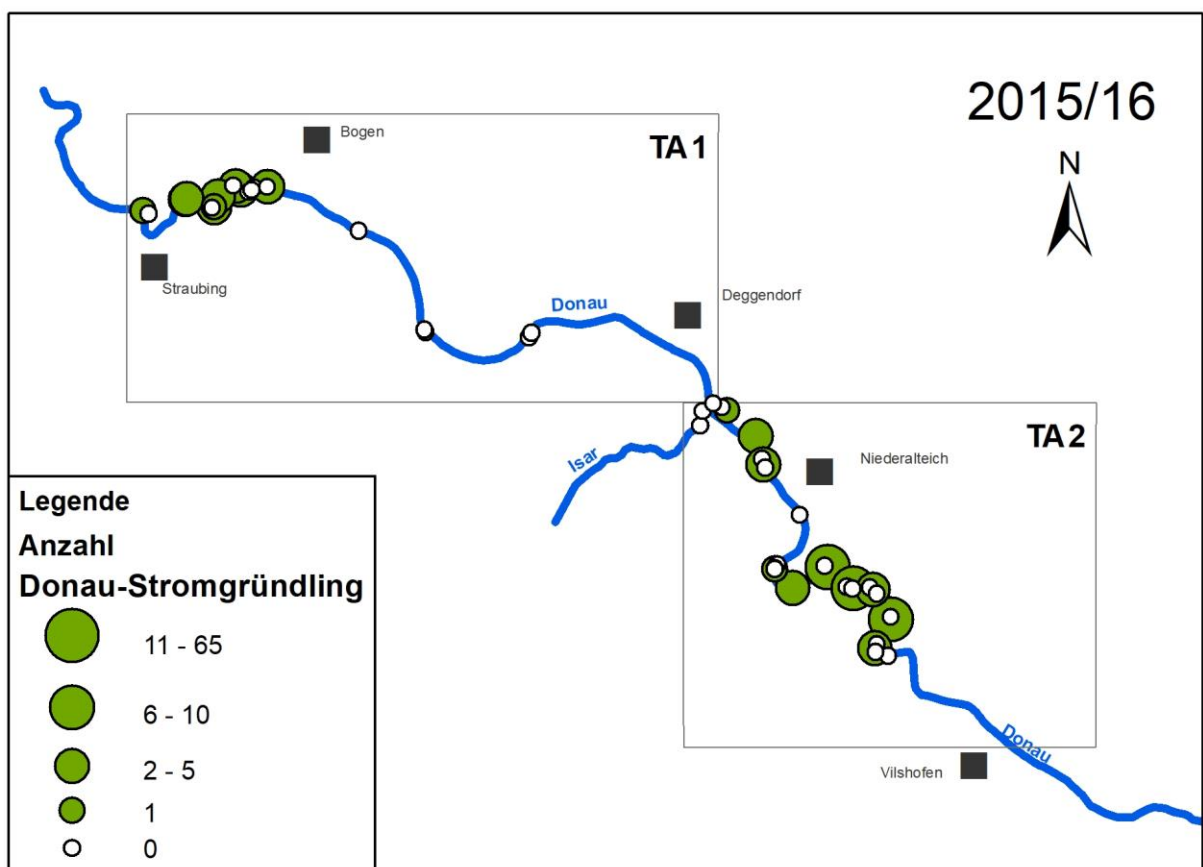 2015/16
N
Bogen
TA 1
Straubing
Donau
Deggendorf
TA 2
Isar
Niederalteich
Donau
Vilshofen
Legende
Anzahl
Donau-Stromgründling
11 - 65
6 - 10
2 - 5
1
0